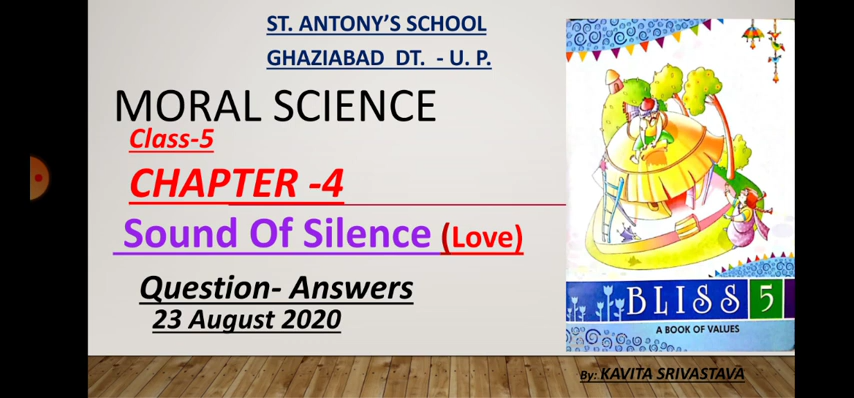 ST. ANTONY'S SCHOOL
GHAZIABAD DT. - U. P.
MORAL SCIENCE
Class-5
CHAPTER -4
Sound Of Silence (Love)
Question- Answers
23 August 2020
BLISS 5
A BOOK OF VALUES
By: KAVITA SRIVASTAVA